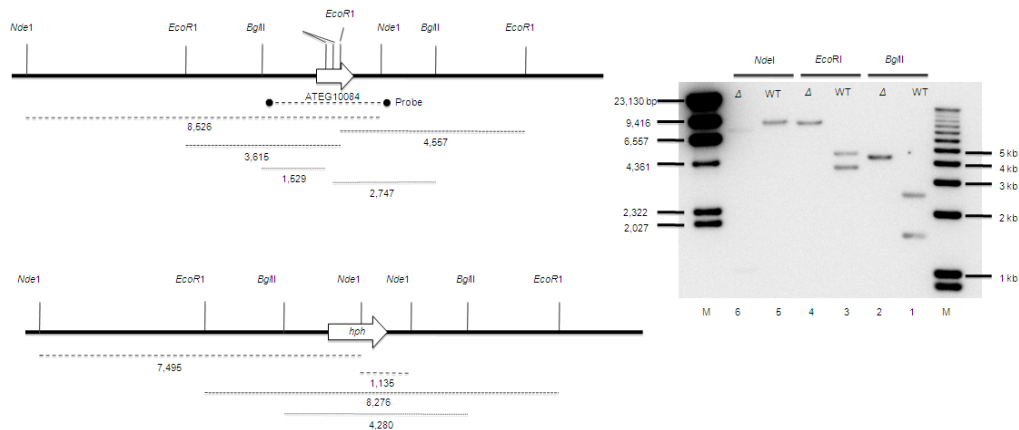 EcoR1
Nde1 EcoR1 BglII Nde1 BglII EcoR1
ATEG10084
Probe
8,526
4,557
3,615
1,529
2,747
Nde1 EcoR1 BglII Nde1 Nde1 BglII EcoR1
hph
7,495
1,135
8,276
4,280
NdeI EcoRI BglII
Δ WT Δ WT Δ WT
23,130 bp
9,416
6,557
4,361
2,322
2,027
5 kb
4 kb
3 kb
2 kb
1 kb
M 6 5 4 3 2 1 M